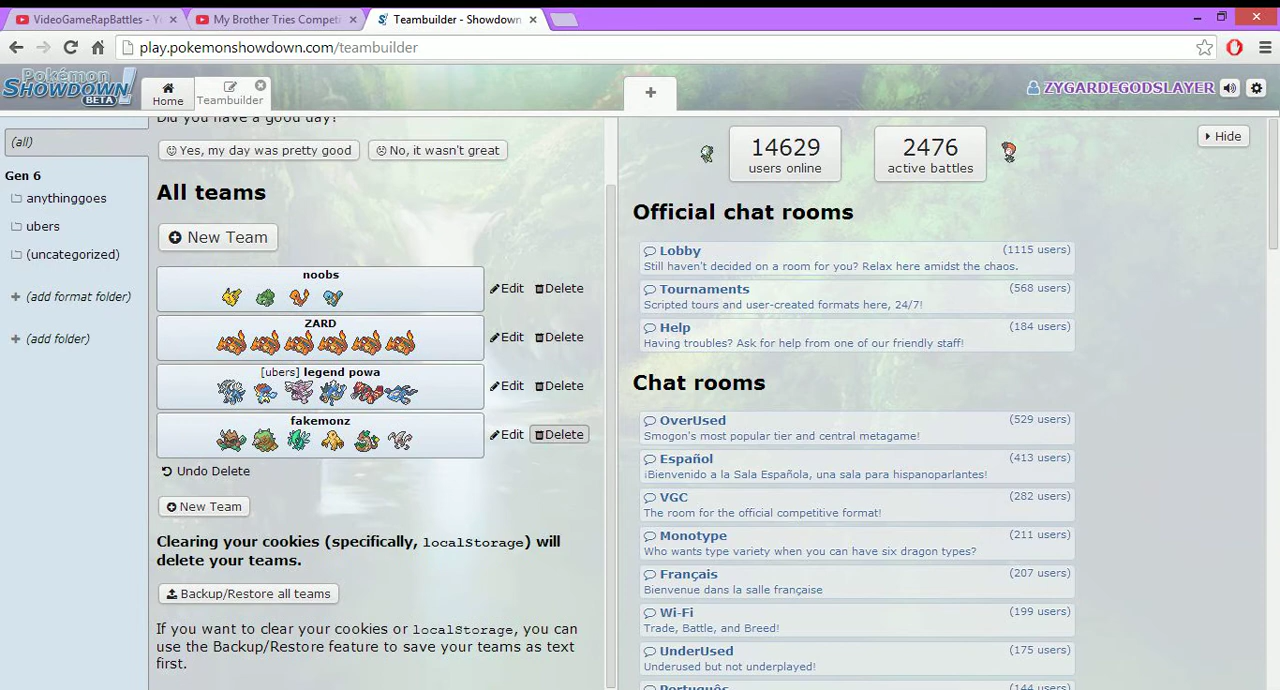 VideoGameRapBattles - Y
My Brother Tries Competi
Teambuilder - Showdown
play.pokemonshowdown.com/teambuilder
Pokémon
SHOWDOWN!
BETA
Home
Teambuilder
+
ZYGARDEGODSLAYER
(all)
Gen 6
anythinggoes
ubers
(uncategorized)
+ (add format folder)
+ (add folder)
Did you have a good day?
Yes, my day was pretty good
No, it wasn't great
All teams
New Team
noobs
Edit Delete
ZARD
Edit Delete
[ubers] legend powa
Edit Delete
fakemonz
Edit Delete
Undo Delete
New Team
Clearing your cookies (specifically, localStorage) will
delete your teams.
Backup/Restore all teams
If you want to clear your cookies or localStorage, you can
use the Backup/Restore feature to save your teams as text
first.
14629
users online
2476
active battles
Hide
Official chat rooms
Lobby (1115 users)
Still haven't decided on a room for you? Relax here amidst the chaos.
Tournaments (568 users)
Scripted tours and user-created formats here, 24/7!
Help (184 users)
Having troubles? Ask for help from one of our friendly staff!
Chat rooms
OverUsed (529 users)
Smogon's most popular tier and central metagame!
Español (413 users)
¡Bienvenido a la Sala Española, una sala para hispanoparlantes!
VGC (282 users)
The room for the official competitive format!
Monotype (211 users)
Who wants type variety when you can have six dragon types?
Français (207 users)
Bienvenue dans la salle française
Wi-Fi (199 users)
Trade, Battle, and Breed!
UnderUsed (175 users)
Underused but not underplayed!
Português (144 users)